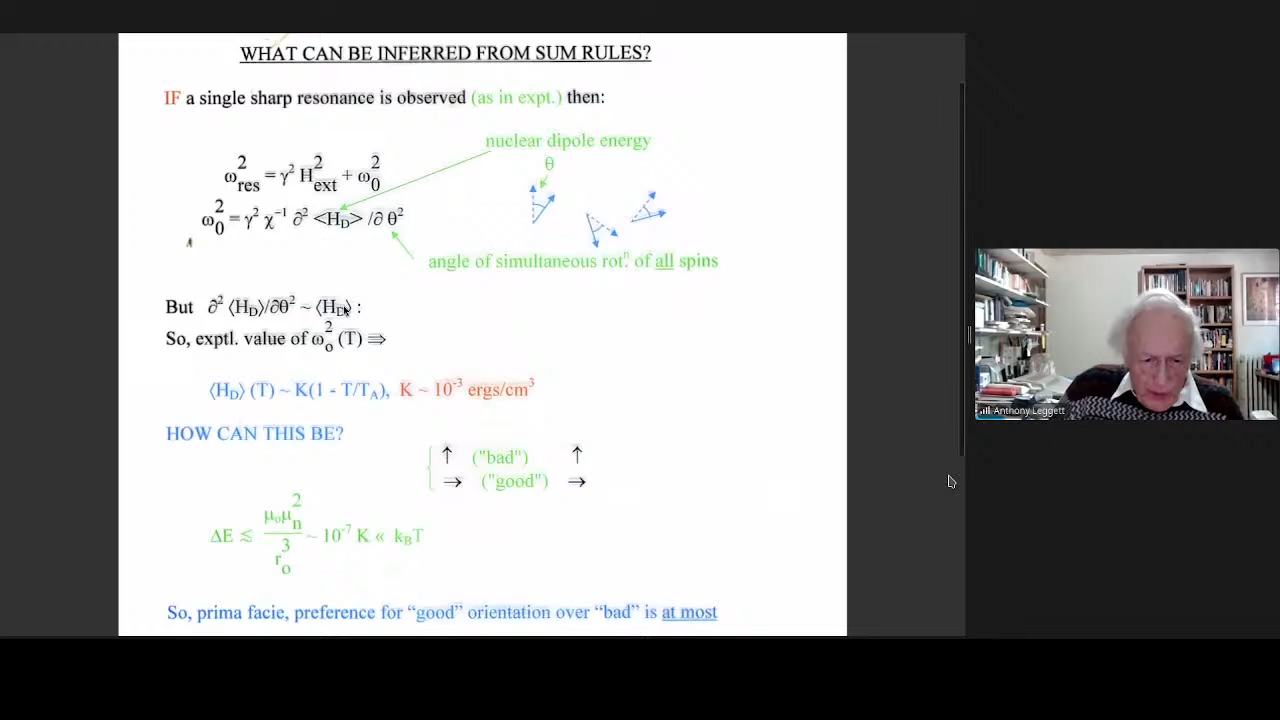 WHAT CAN BE INFERRED FROM SUM RULES?
IF a single sharp resonance is observed (as in expt.) then:
nuclear dipole energy
θ
ω²res = γ² H²ext + ω²0
ω²0 = γ² χ⁻¹ ∂² <HD> /∂ θ²
angle of simultaneous rotⁿ. of all spins
But ∂² ⟨HD⟩/∂θ² ~ ⟨HD⟩ :
So, exptl. value of ω²o (T) ⇒
⟨HD⟩ (T) ~ K(1 - T/TA), K ~ 10⁻³ ergs/cm³
HOW CAN THIS BE?
↑ ("bad") ↑
→ ("good") →
ΔE ≲ μoμ²n / r³o ~ 10⁻⁷ K « kBT
So, prima facie, preference for “good” orientation over “bad” is at most
Anthony Leggett